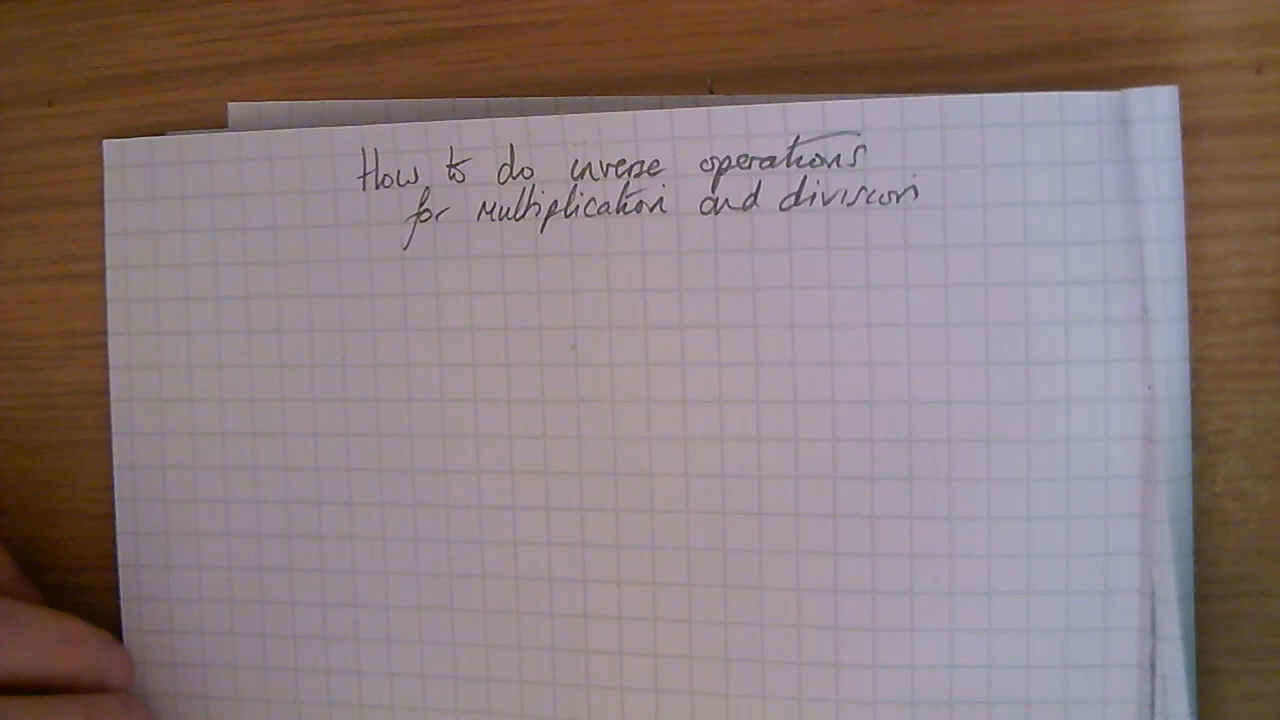 How to do inverse operations
for multiplication and division